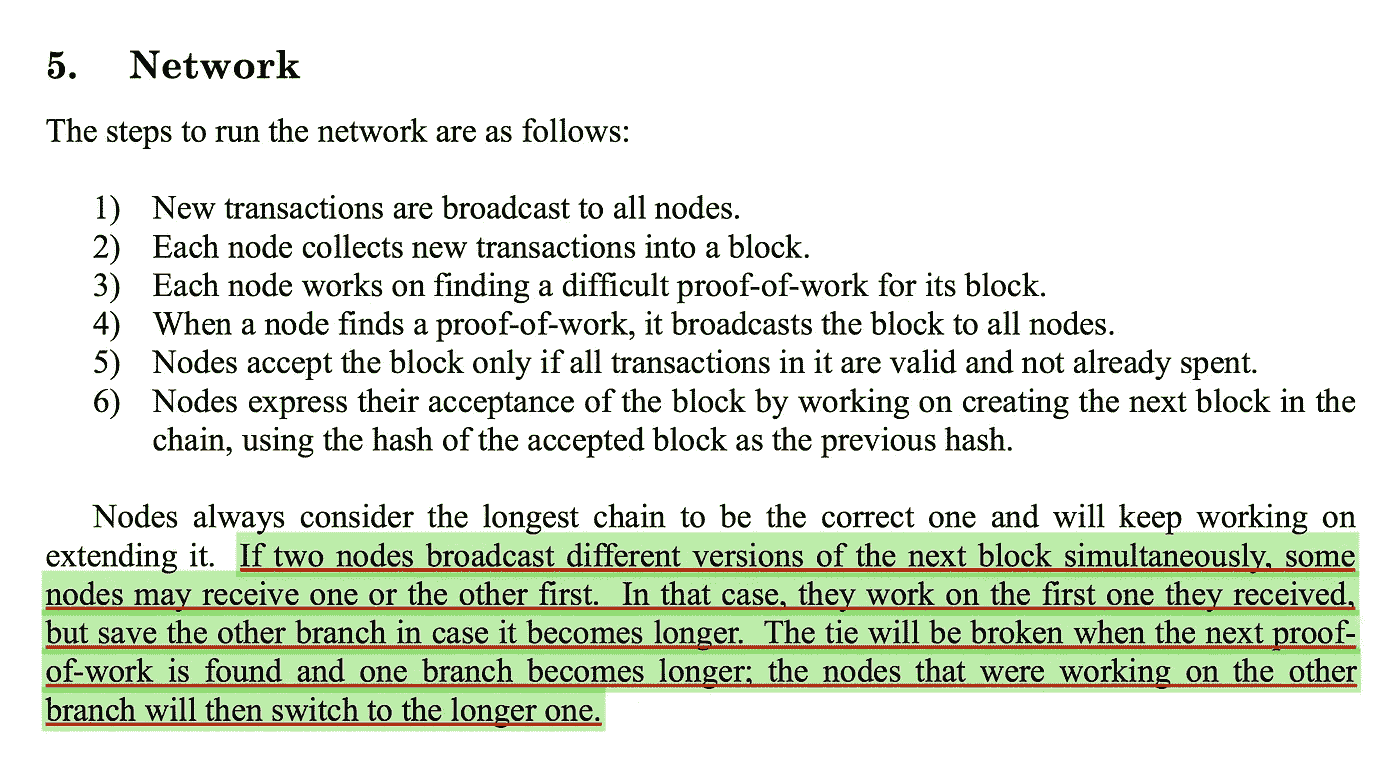 5. Network
The steps to run the network are as follows:
1) New transactions are broadcast to all nodes.
2) Each node collects new transactions into a block.
3) Each node works on finding a difficult proof-of-work for its block.
4) When a node finds a proof-of-work, it broadcasts the block to all nodes.
5) Nodes accept the block only if all transactions in it are valid and not already spent.
6) Nodes express their acceptance of the block by working on creating the next block in the
chain, using the hash of the accepted block as the previous hash.
Nodes always consider the longest chain to be the correct one and will keep working on
extending it. If two nodes broadcast different versions of the next block simultaneously, some
nodes may receive one or the other first. In that case, they work on the first one they received,
but save the other branch in case it becomes longer. The tie will be broken when the next proof-
of-work is found and one branch becomes longer; the nodes that were working on the other
branch will then switch to the longer one.